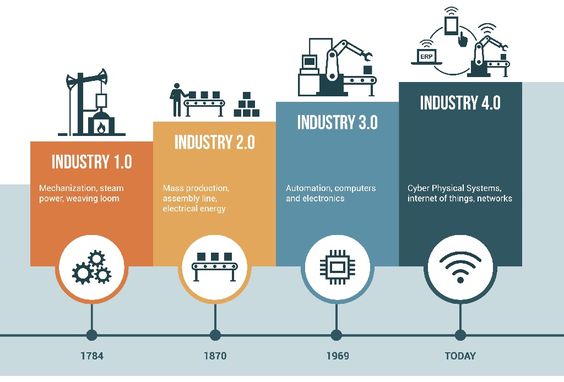 ERP
INDUSTRY 1.0
Mechanization, steam
power, weaving loom
INDUSTRY 2.0
Mass production,
assembly line,
electrical energy
INDUSTRY 3.0
Automation, computers
and electronics
INDUSTRY 4.0
Cyber Physical Systems,
internet of things, networks
1784
1870
1969
TODAY